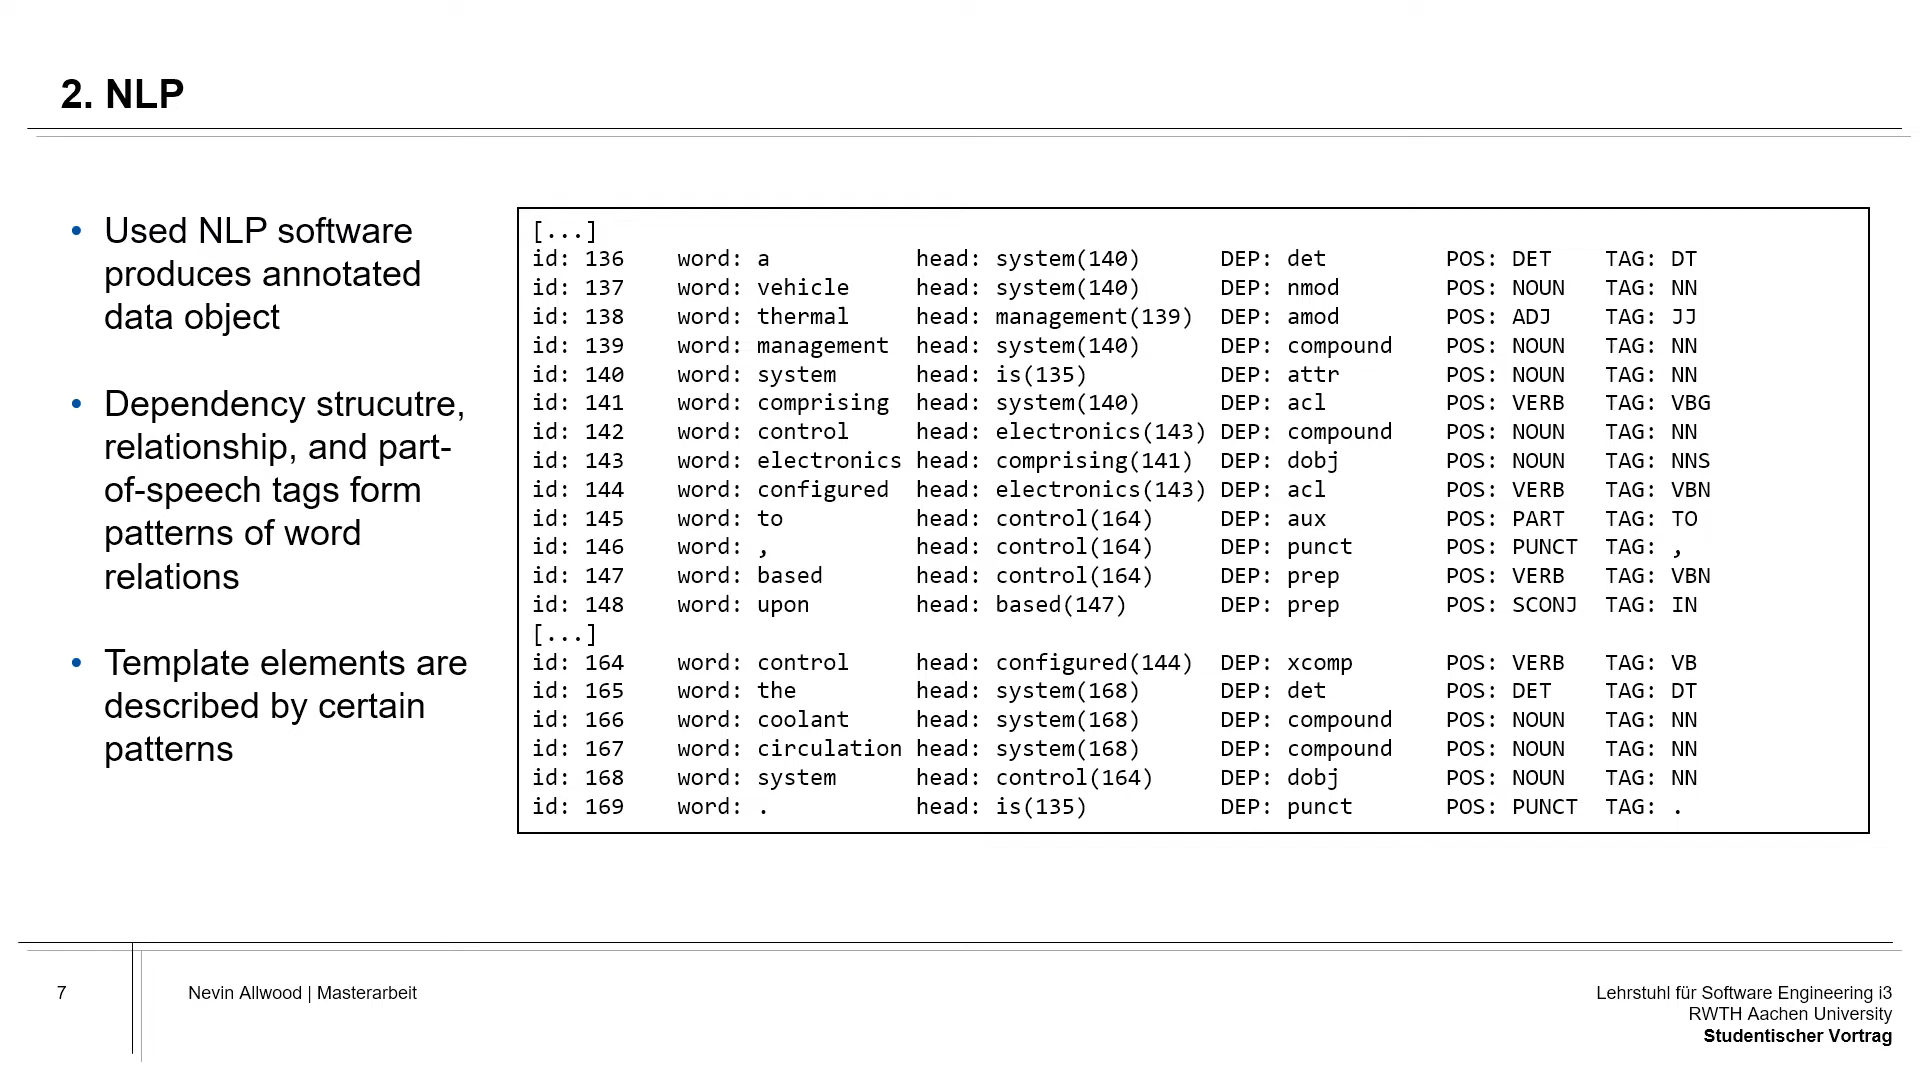 2. NLP
• Used NLP software
produces annotated
data object
• Dependency strucutre,
relationship, and part-
of-speech tags form
patterns of word
relations
• Template elements are
described by certain
patterns
[...]
id: 136 word: a head: system(140) DEP: det POS: DET TAG: DT
id: 137 word: vehicle head: system(140) DEP: nmod POS: NOUN TAG: NN
id: 138 word: thermal head: management(139) DEP: amod POS: ADJ TAG: JJ
id: 139 word: management head: system(140) DEP: compound POS: NOUN TAG: NN
id: 140 word: system head: is(135) DEP: attr POS: NOUN TAG: NN
id: 141 word: comprising head: system(140) DEP: acl POS: VERB TAG: VBG
id: 142 word: control head: electronics(143) DEP: compound POS: NOUN TAG: NN
id: 143 word: electronics head: comprising(141) DEP: dobj POS: NOUN TAG: NNS
id: 144 word: configured head: electronics(143) DEP: acl POS: VERB TAG: VBN
id: 145 word: to head: control(164) DEP: aux POS: PART TAG: TO
id: 146 word: , head: control(164) DEP: punct POS: PUNCT TAG: ,
id: 147 word: based head: control(164) DEP: prep POS: VERB TAG: VBN
id: 148 word: upon head: based(147) DEP: prep POS: SCONJ TAG: IN
[...]
id: 164 word: control head: configured(144) DEP: xcomp POS: VERB TAG: VB
id: 165 word: the head: system(168) DEP: det POS: DET TAG: DT
id: 166 word: coolant head: system(168) DEP: compound POS: NOUN TAG: NN
id: 167 word: circulation head: system(168) DEP: compound POS: NOUN TAG: NN
id: 168 word: system head: control(164) DEP: dobj POS: NOUN TAG: NN
id: 169 word: . head: is(135) DEP: punct POS: PUNCT TAG: .
7
Nevin Allwood | Masterarbeit
Lehrstuhl für Software Engineering i3
RWTH Aachen University
Studentischer Vortrag